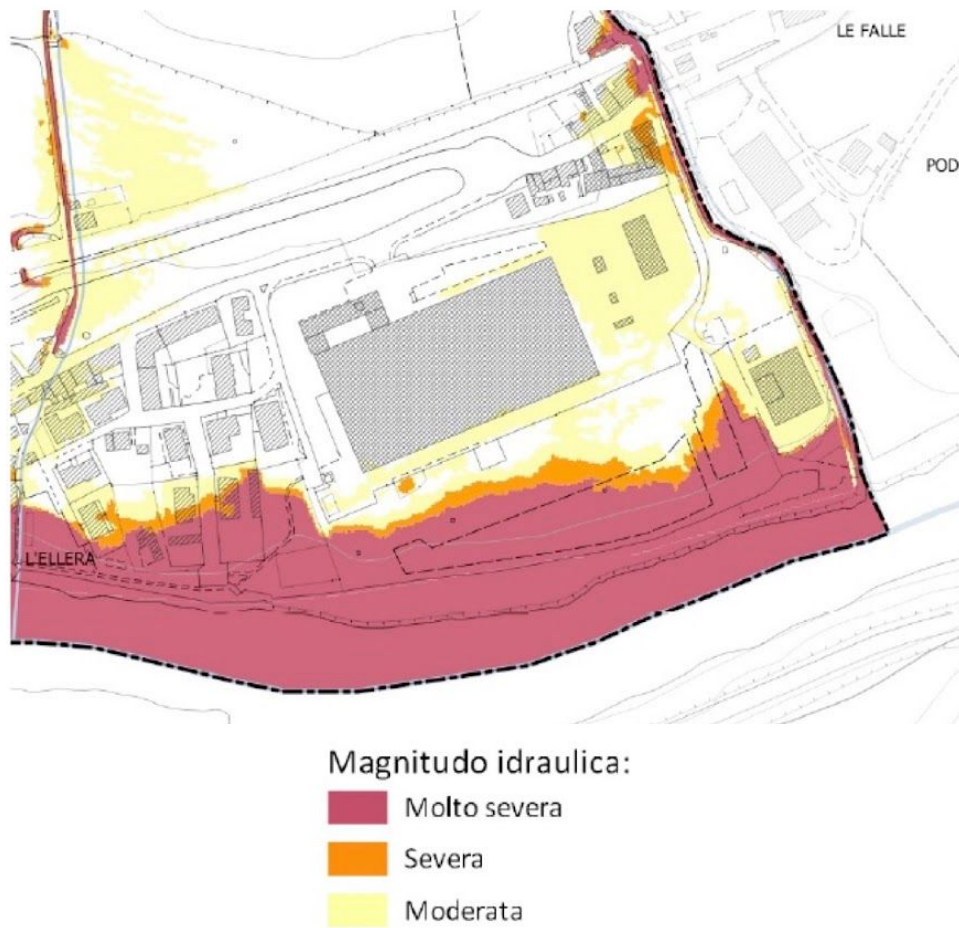 LE FALLE
POD
L'ELLERA
Magnitudo idraulica:
Molto severa
Severa
Moderata